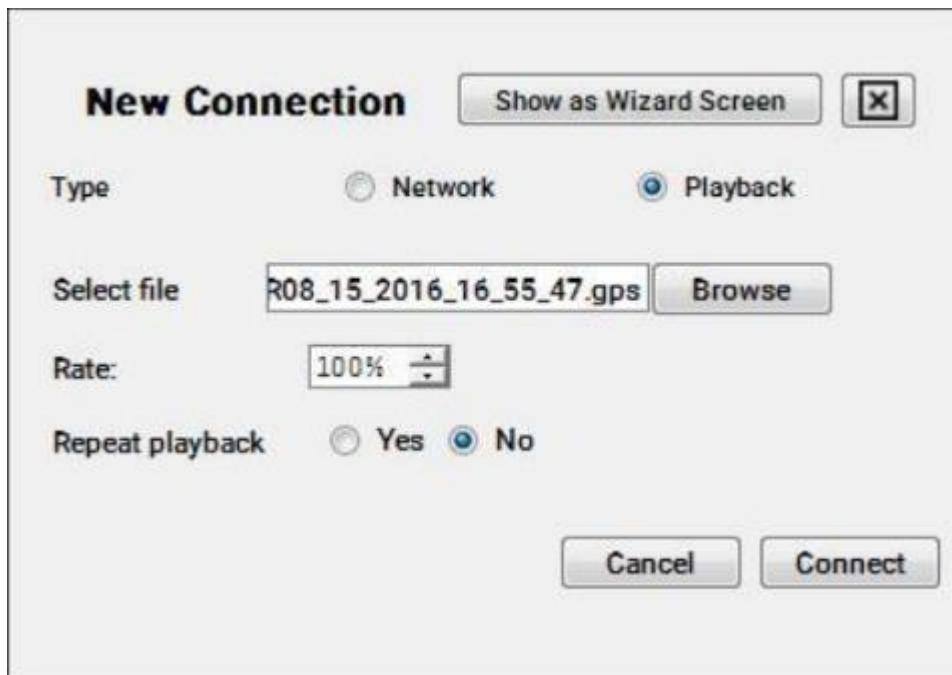 New Connection Show as Wizard Screen
Type Network Playback
Select file R08_15_2016_16_55_47.gps Browse
Rate: 100%
Repeat playback Yes No
Cancel Connect